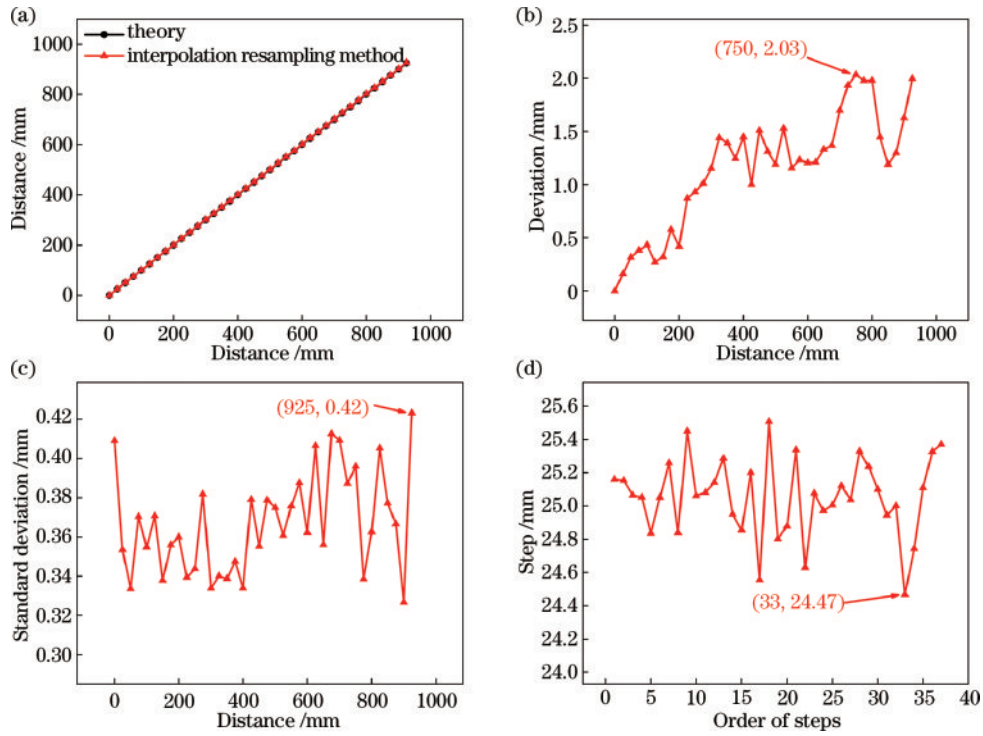 (a)
theory
interpolation resampling method
1000
800
600
400
200
0
Distance /mm
0 200 400 600 800 1000
Distance /mm
(b)
(750, 2.03)
2.5
2.0
1.5
1.0
0.5
0
Deviation /mm
0 200 400 600 800 1000
Distance /mm
(c)
(925, 0.42)
0.42
0.40
0.38
0.36
0.34
0.32
0.30
Standard deviation /mm
0 200 400 600 800 1000
Distance /mm
(d)
25.6
25.4
25.2
25.0
24.8
24.6
24.4
24.2
24.0
Step /mm
(33, 24.47)
0 5 10 15 20 25 30 35 40
Order of steps